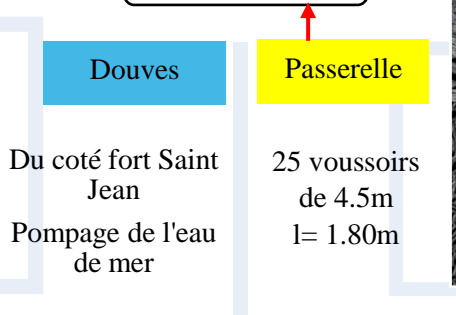 Douves
Du coté fort Saint
Jean
Pompage de l'eau
de mer
Passerelle
25 voussoirs
de 4.5m
l= 1.80m